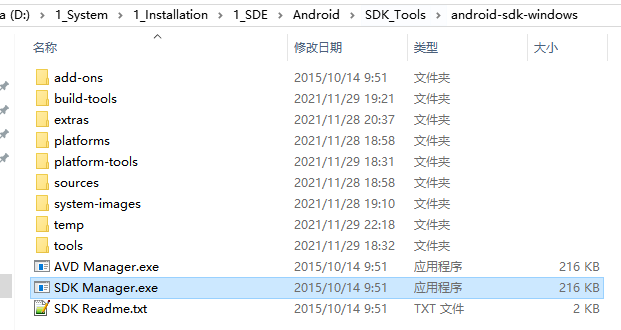 a (D:) > 1_System > 1_Installation > 1_SDE > Android > SDK_Tools > android-sdk-windows
名称 修改日期 类型 大小
add-ons 2015/10/14 9:51 文件夹
build-tools 2021/11/29 19:21 文件夹
extras 2021/11/28 20:37 文件夹
platforms 2021/11/28 18:58 文件夹
platform-tools 2021/11/29 18:31 文件夹
sources 2021/11/28 18:58 文件夹
system-images 2021/11/28 19:10 文件夹
temp 2021/11/29 22:18 文件夹
tools 2021/11/29 18:32 文件夹
AVD Manager.exe 2015/10/14 9:51 应用程序 216 KB
SDK Manager.exe 2015/10/14 9:51 应用程序 216 KB
SDK Readme.txt 2015/10/14 9:51 TXT 文件 2 KB